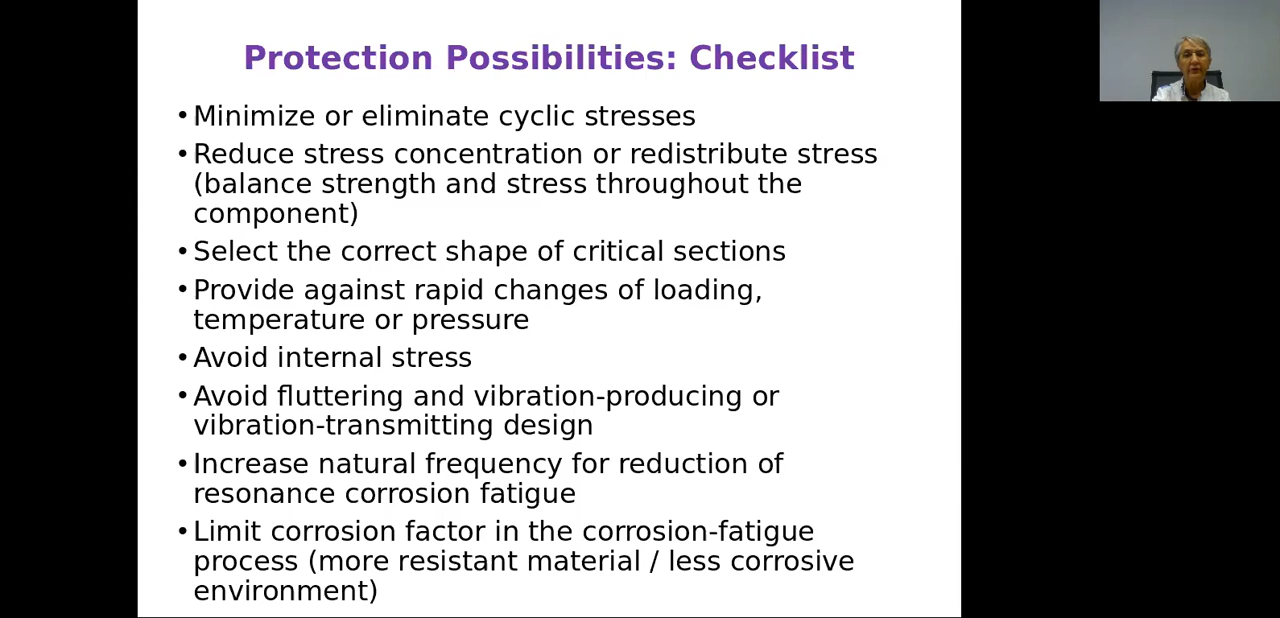 Protection Possibilities: Checklist
•Minimize or eliminate cyclic stresses
•Reduce stress concentration or redistribute stress
(balance strength and stress throughout the
component)
•Select the correct shape of critical sections
•Provide against rapid changes of loading,
temperature or pressure
•Avoid internal stress
•Avoid fluttering and vibration-producing or
vibration-transmitting design
•Increase natural frequency for reduction of
resonance corrosion fatigue
•Limit corrosion factor in the corrosion-fatigue
process (more resistant material / less corrosive
environment)